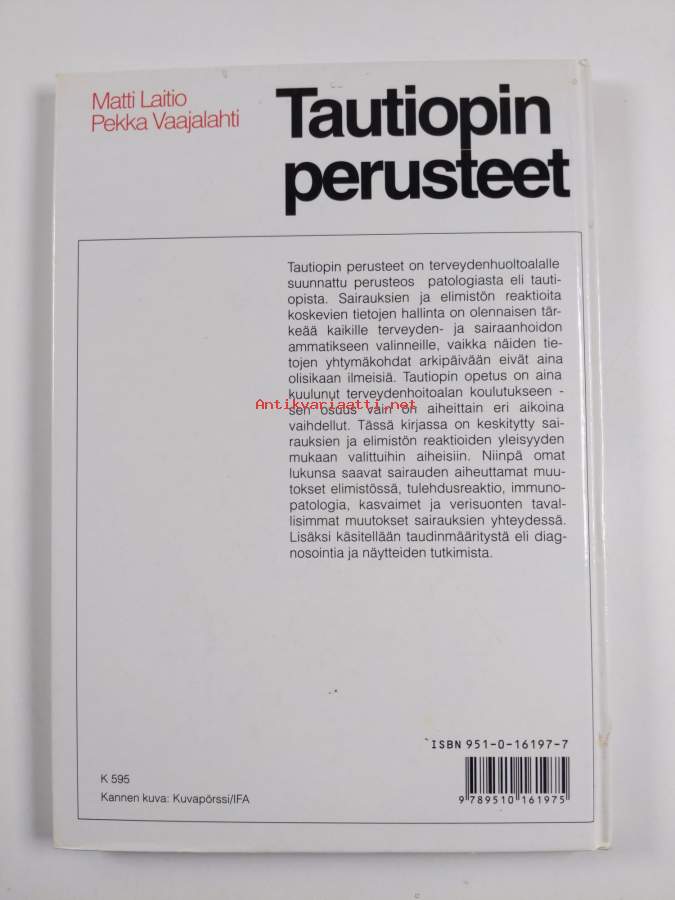 Matti Laitio
Pekka Vaajalahti
Tautiopin
perusteet
Tautiopin perusteet on terveydenhuoltoalalle
suunnattu perusteos patologiasta eli tauti-
opista. Sairauksien ja elimistön reaktioita
koskevien tietojen hallinta on olennaisen tär-
keää kaikille terveyden- ja sairaanhoidon
ammatikseen valinneille, vaikka näiden tie-
tojen yhtymäkohdat arkipäivään eivät aina
olisikaan ilmeisiä. Tautiopin opetus on aina
kuulunut terveydenhoitoalan koulutukseen -
Antikvariaatti.net
sen osuus vain on aiheittain eri aikoina
vaihdellut. Tässä kirjassa on keskitytty sai-
rauksien ja elimistön reaktioiden yleisyyden
mukaan valittuihin aiheisiin. Niinpä omat
lukunsa saavat sairauden aiheuttamat muu-
tokset elimistössä, tulehdusreaktio, immuno-
patologia, kasvaimet ja verisuonten taval-
lisimmat muutokset sairauksien yhteydessä.
Lisäksi käsitellään taudinmääritystä eli diag-
nosointia ja näytteiden tutkimista.
ISBN 951-0-16197-7
9 789510 161975
K 595
Kannen kuva: Kuvapörssi/IFA